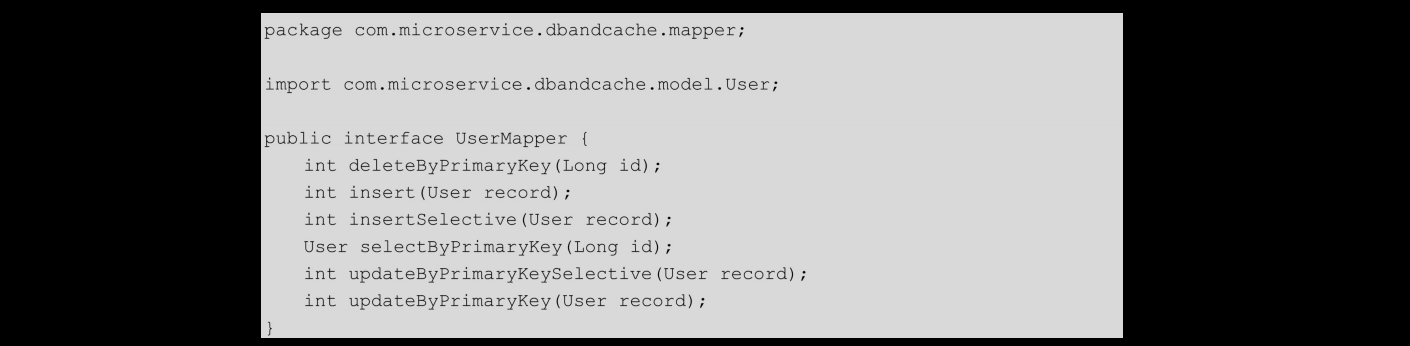 package com.microservice.dbandcache.mapper;
import com.microservice.dbandcache.model.User;
public interface UserMapper {
int deleteByPrimaryKey(Long id);
int insert(User record);
int insertSelective(User record);
User selectByPrimaryKey(Long id);
int updateByPrimaryKeySelective(User record);
int updateByPrimaryKey(User record);
}